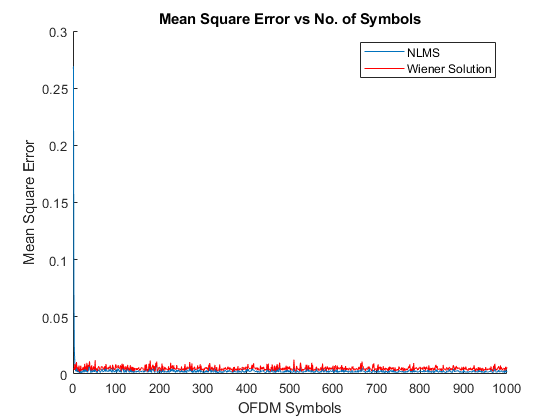 Mean Square Error vs No. of Symbols
0.3
0.25
0.2
0.15
0.1
0.05
0
Mean Square Error
NLMS
Wiener Solution
0 100 200 300 400 500 600 700 800 900 1000
OFDM Symbols